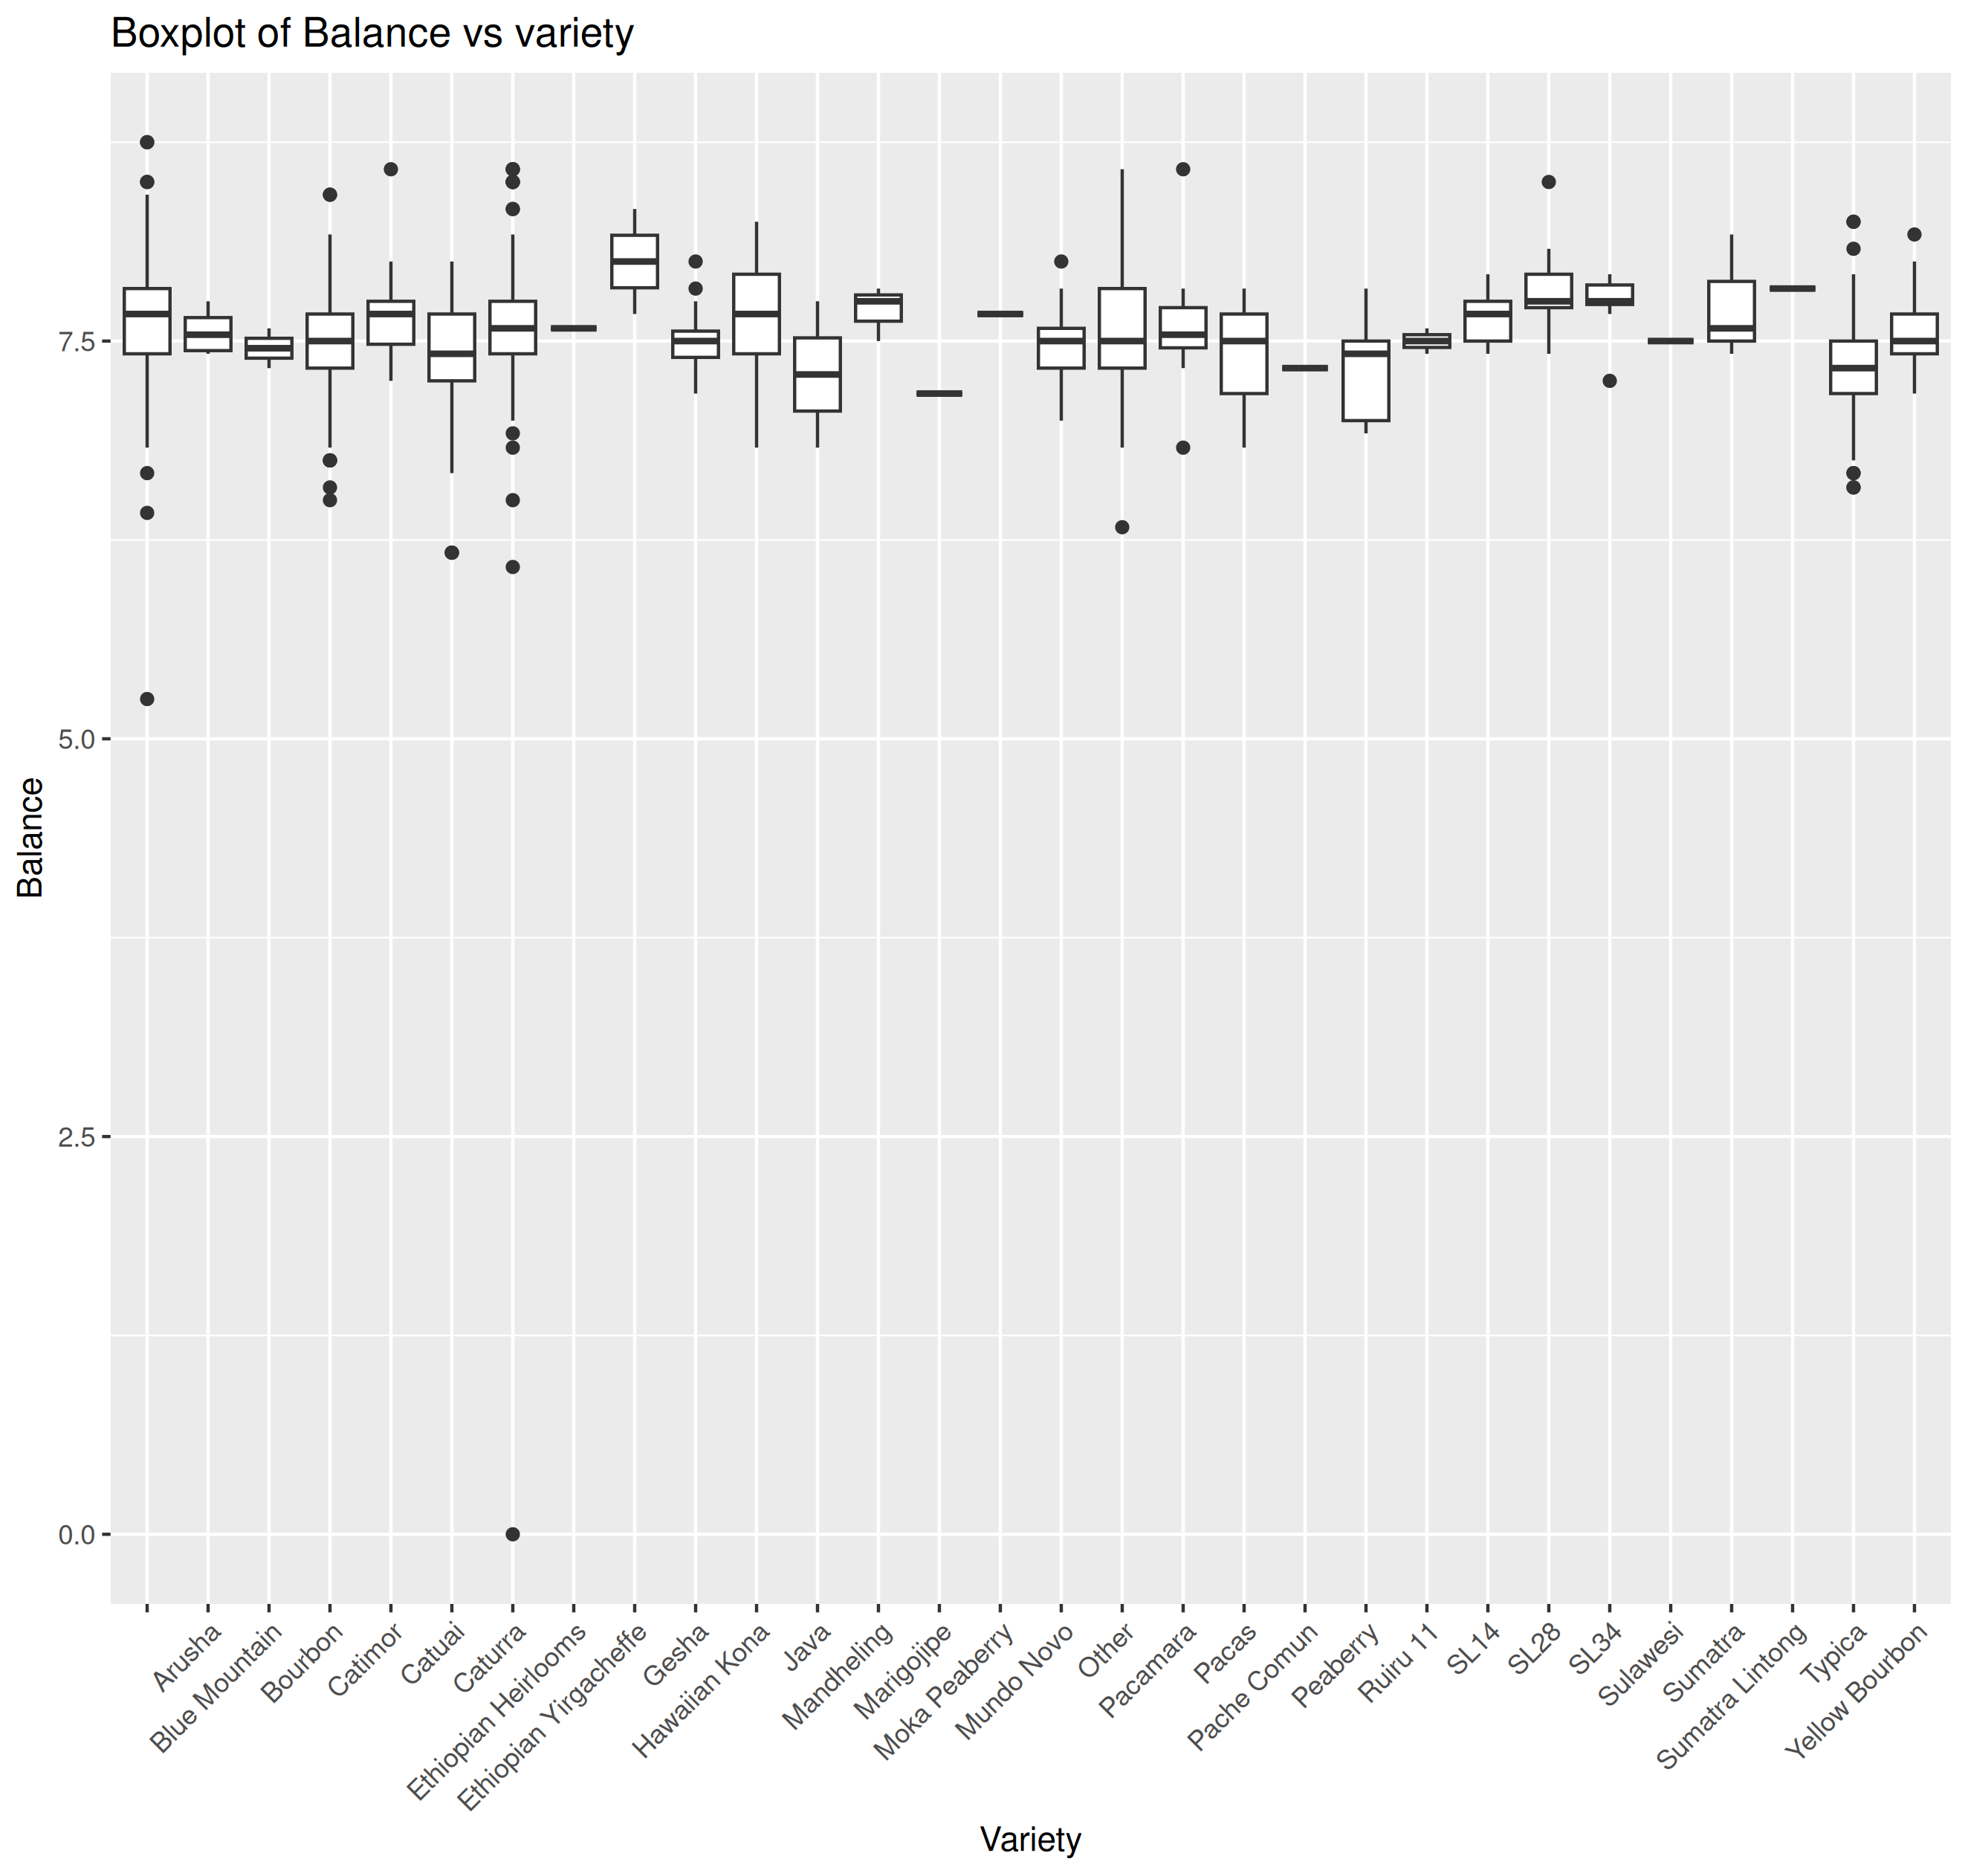 Boxplot of Balance vs variety
Balance
7.5
5.0
2.5
0.0
Arusha
Blue Mountain
Bourbon
Catimor
Catuai
Caturra
Ethiopian Heirlooms
Ethiopian Yirgacheffe
Gesha
Hawaiian Kona
Java
Mandheling
Marigojipe
Moka Peaberry
Mundo Novo
Other
Pacamara
Pacas
Pache Comun
Peaberry
Ruiru 11
SL14
SL28
SL34
Sulawesi
Sumatra
Sumatra Lintong
Typica
Yellow Bourbon
Variety